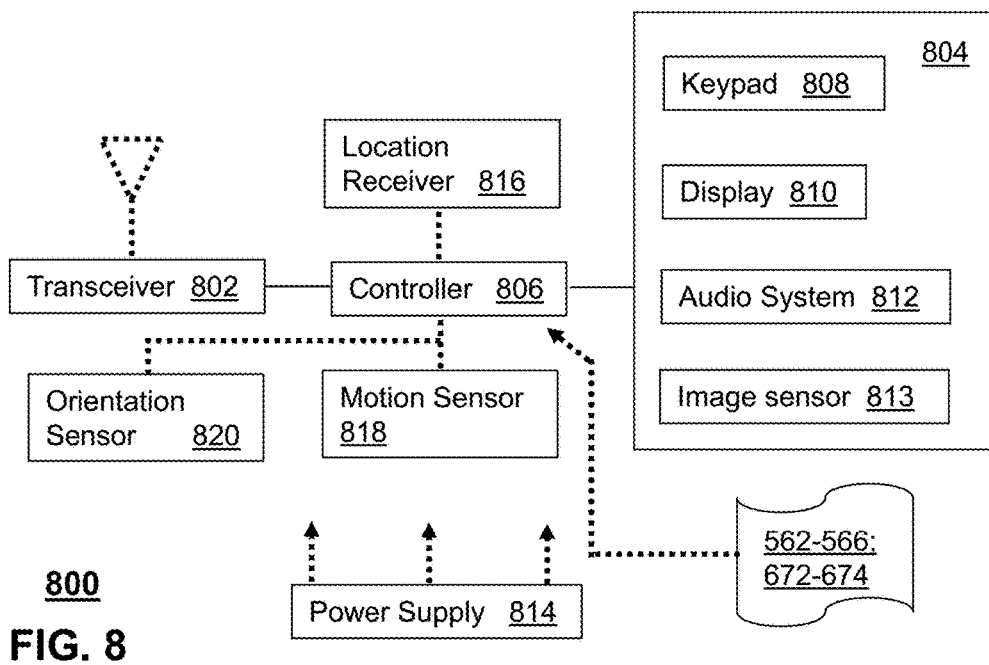 804
Keypad 808
Location
Receiver 816
Display 810
Transceiver 802
Controller 806
Audio System 812
Orientation
Sensor 820
Motion Sensor
818
Image sensor 813
562-566;
672-674
800
Power Supply 814
FIG. 8